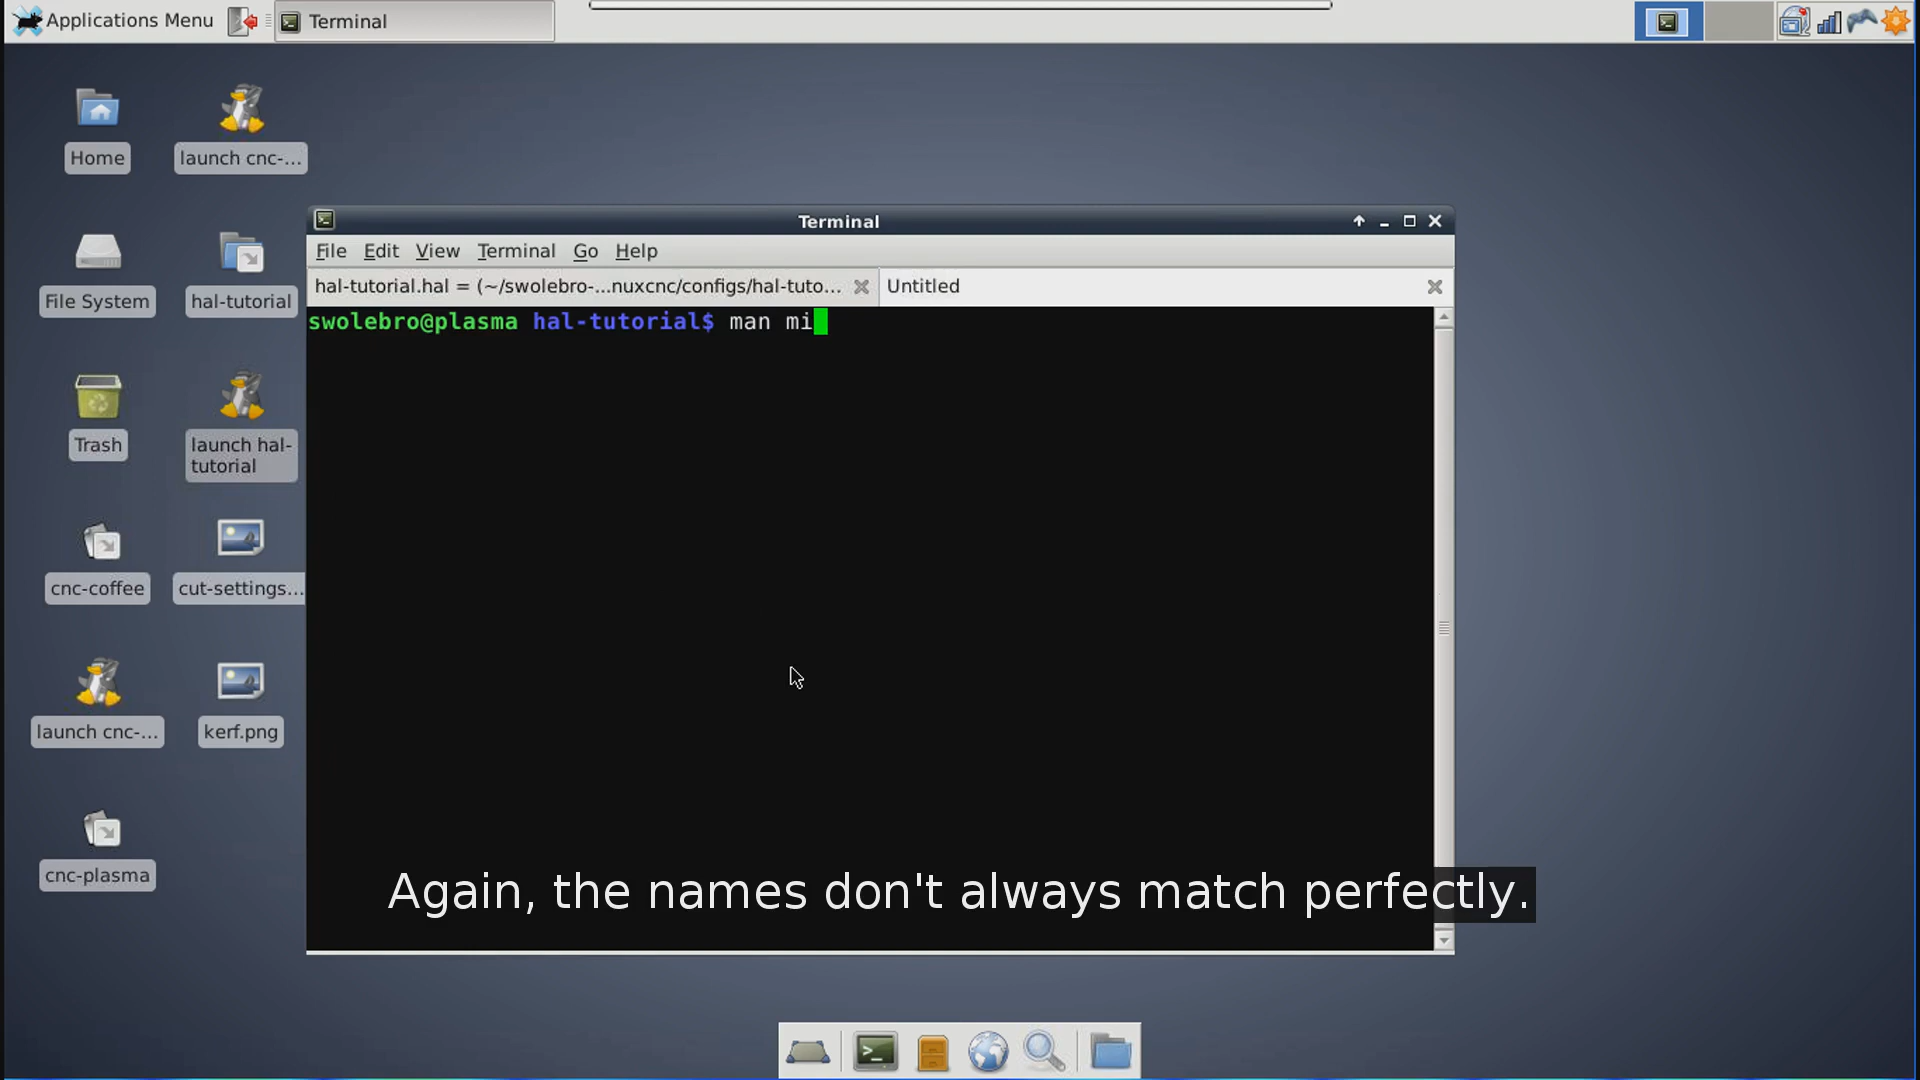 Applications Menu
Terminal
Home
launch cnc-...
File System
hal-tutorial
Trash
launch hal-
tutorial
cnc-coffee
cut-settings...
launch cnc-...
kerf.png
cnc-plasma
Terminal
File Edit View Terminal Go Help
hal-tutorial.hal = (~/swolebro-...nuxcnc/configs/hal-tuto...
Untitled
swolebro@plasma hal-tutorial$ man mi
Again, the names don't always match perfectly.